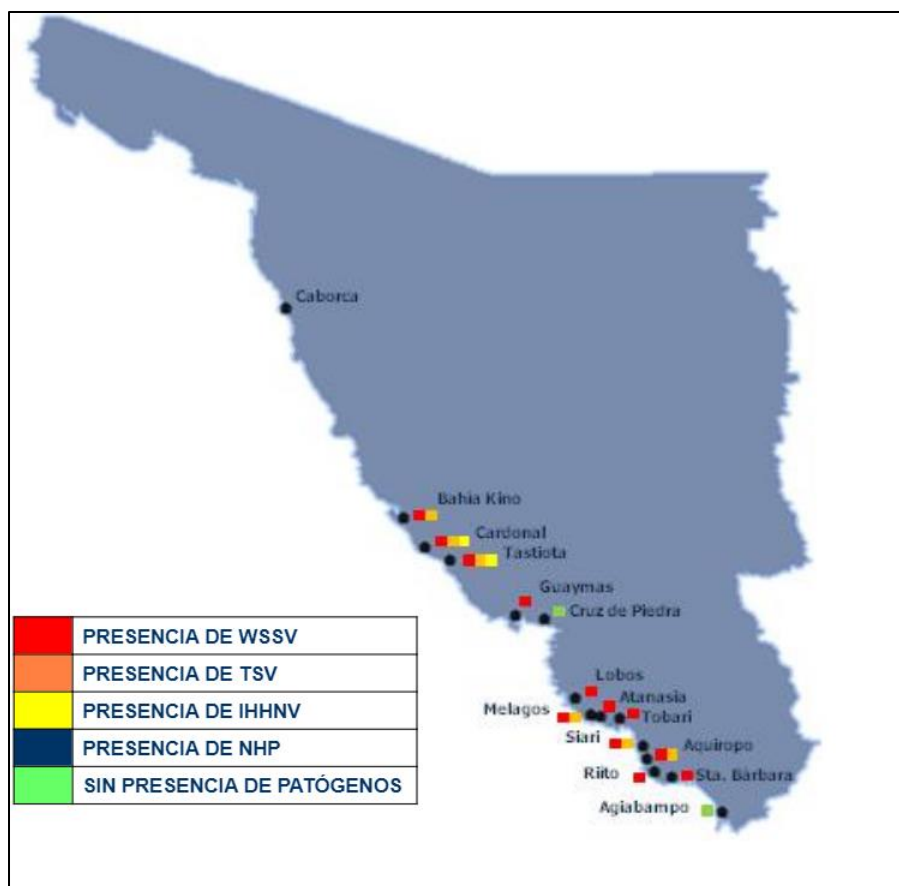 Caborca
Bahía Kino
Cardonal
Tastiota
Guaymas
Cruz de Piedra
Lobos
Atanasia
Melagos
Tobari
Siari
Aquiropo
Riito
Sta. Bárbara
Agiabampo
PRESENCIA DE WSSV
PRESENCIA DE TSV
PRESENCIA DE IHHNV
PRESENCIA DE NHP
SIN PRESENCIA DE PATÓGENOS